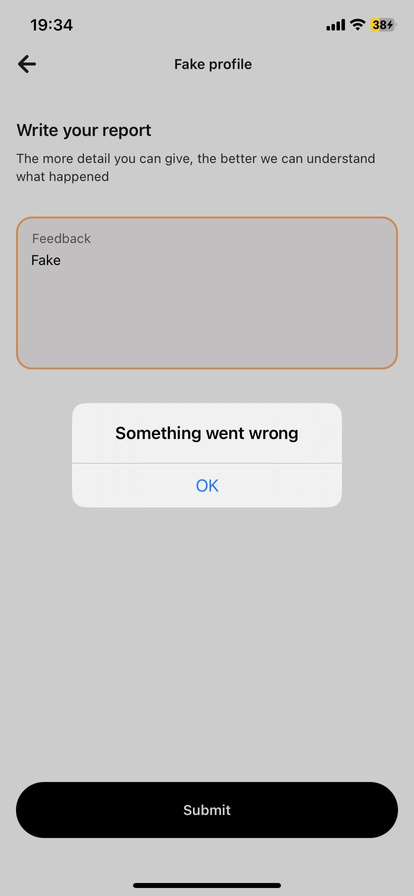 19:34
38
Fake profile
Write your report
The more detail you can give, the better we can understand
what happened
Feedback
Fake
Something went wrong
OK
Submit